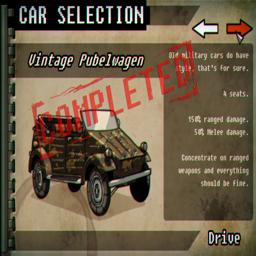 CAR SELECTION
Vintage Pubelwagen
COMPLETED
Old military cars do have
style, that's for sure.
4 seats.
150% ranged damage.
50% Melee damage.
Concentrate on ranged
weapons and everything
should be fine.
Drive